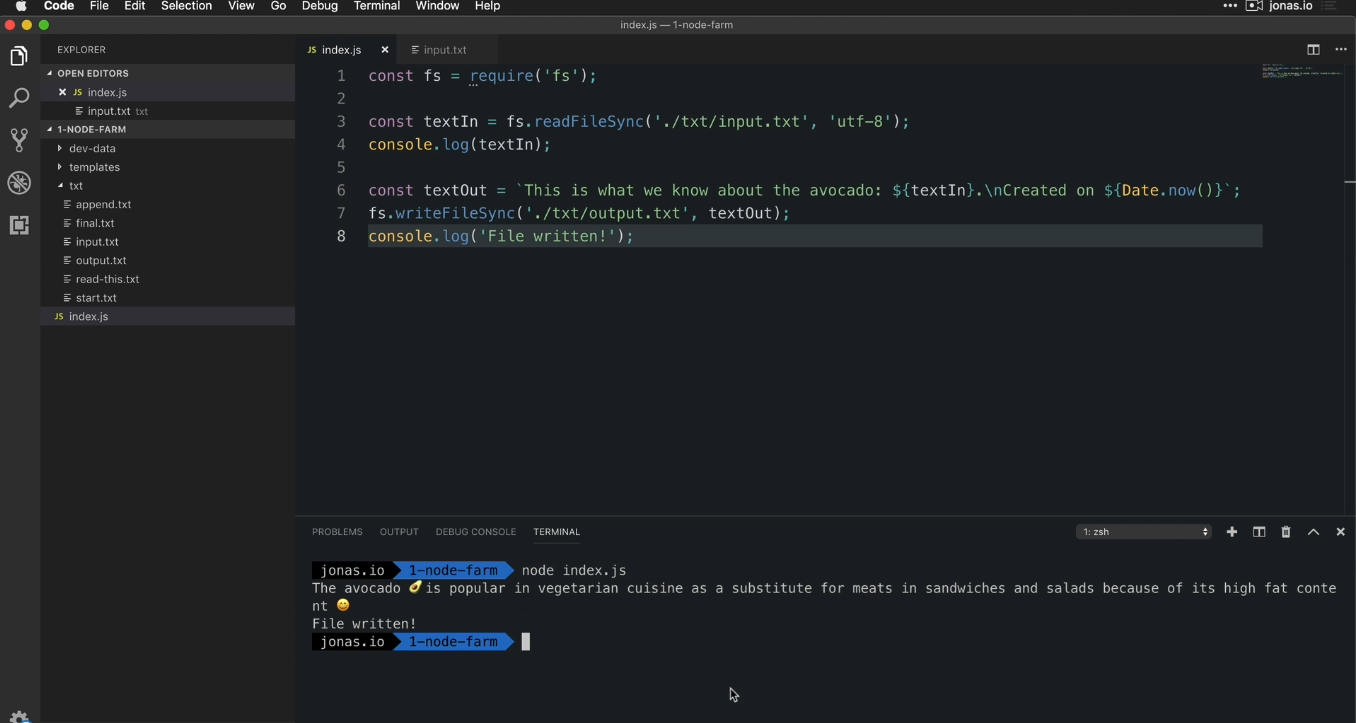 Code File Edit Selection View Go Debug Terminal Window Help jonas.io
index.js — 1-node-farm
EXPLORER
OPEN EDITORS
JS index.js
input.txt txt
1-NODE-FARM
dev-data
templates
txt
append.txt
final.txt
input.txt
output.txt
read-this.txt
start.txt
JS index.js
JS index.js input.txt
1 const fs = require('fs');
2
3 const textIn = fs.readFileSync('./txt/input.txt', 'utf-8');
4 console.log(textIn);
5
6 const textOut = `This is what we know about the avocado: ${textIn}.\nCreated on ${Date.now()}`;
7 fs.writeFileSync('./txt/output.txt', textOut);
8 console.log('File written!');
PROBLEMS OUTPUT DEBUG CONSOLE TERMINAL 1: zsh
jonas.io 1-node-farm node index.js
The avocado 🥑 is popular in vegetarian cuisine as a substitute for meats in sandwiches and salads because of its high fat conte
nt 😄
File written!
jonas.io 1-node-farm